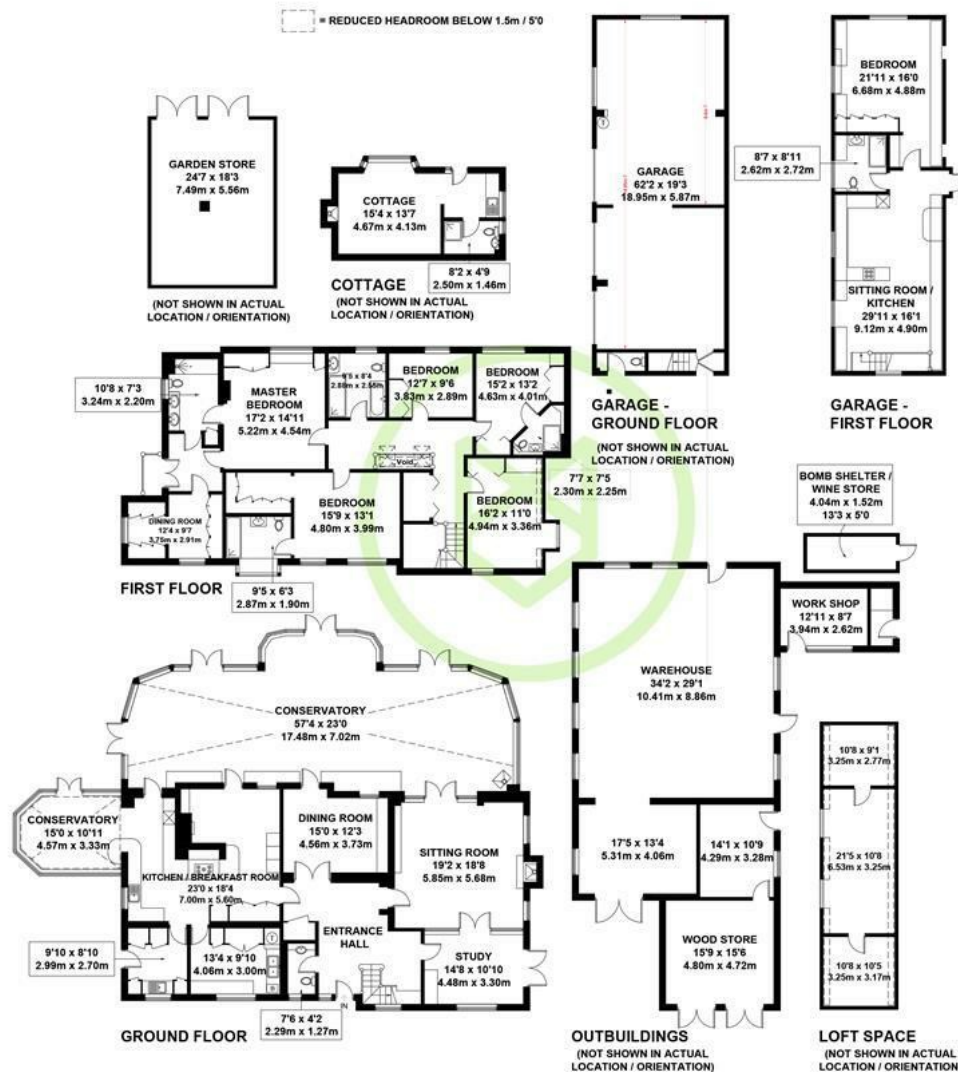 = REDUCED HEADROOM BELOW 1.5m / 5'0
GARDEN STORE
24'7 x 18'3
7.49m x 5.56m
(NOT SHOWN IN ACTUAL
LOCATION / ORIENTATION)
COTTAGE
15'4 x 13'7
4.67m x 4.13m
8'2 x 4'9
2.50m x 1.46m
COTTAGE
(NOT SHOWN IN ACTUAL
LOCATION / ORIENTATION)
GARAGE
62'2 x 19'3
18.95m x 5.87m
GARAGE -
GROUND FLOOR
(NOT SHOWN IN ACTUAL
LOCATION / ORIENTATION)
BEDROOM
21'11 x 16'0
6.68m x 4.88m
8'7 x 8'11
2.62m x 2.72m
SITTING ROOM /
KITCHEN
29'11 x 16'1
9.12m x 4.90m
GARAGE -
FIRST FLOOR
10'8 x 7'3
3.24m x 2.20m
MASTER
BEDROOM
17'2 x 14'11
5.22m x 4.54m
9'5 x 8'4
2.88m x 2.55m
BEDROOM
12'7 x 9'6
3.83m x 2.89m
BEDROOM
15'2 x 13'2
4.63m x 4.01m
Void
7'7 x 7'5
2.30m x 2.25m
DINING ROOM
12'4 x 9'7
3.75m x 2.91m
BEDROOM
15'9 x 13'1
4.80m x 3.99m
BEDROOM
16'2 x 11'0
4.94m x 3.36m
9'5 x 6'3
2.87m x 1.90m
FIRST FLOOR
BOMB SHELTER /
WINE STORE
4.04m x 1.52m
13'3 x 5'0
WORK SHOP
12'11 x 8'7
3.94m x 2.62m
WAREHOUSE
34'2 x 29'1
10.41m x 8.86m
17'5 x 13'4
5.31m x 4.06m
14'1 x 10'9
4.29m x 3.28m
WOOD STORE
15'9 x 15'6
4.80m x 4.72m
OUTBUILDINGS
(NOT SHOWN IN ACTUAL
LOCATION / ORIENTATION)
10'8 x 9'1
3.25m x 2.77m
21'5 x 10'8
6.53m x 3.25m
10'8 x 10'5
3.25m x 3.17m
LOFT SPACE
(NOT SHOWN IN ACTUAL
LOCATION / ORIENTATION
CONSERVATORY
57'4 x 23'0
17.48m x 7.02m
CONSERVATORY
15'0 x 10'11
4.57m x 3.33m
DINING ROOM
15'0 x 12'3
4.56m x 3.73m
SITTING ROOM
19'2 x 18'8
5.85m x 5.68m
KITCHEN / BREAKFAST ROOM
23'0 x 18'4
7.00m x 5.60m
ENTRANCE
HALL
9'10 x 8'10
2.99m x 2.70m
13'4 x 9'10
4.06m x 3.00m
STUDY
14'8 x 10'10
4.48m x 3.30m
IN
7'6 x 4'2
2.29m x 1.27m
GROUND FLOOR